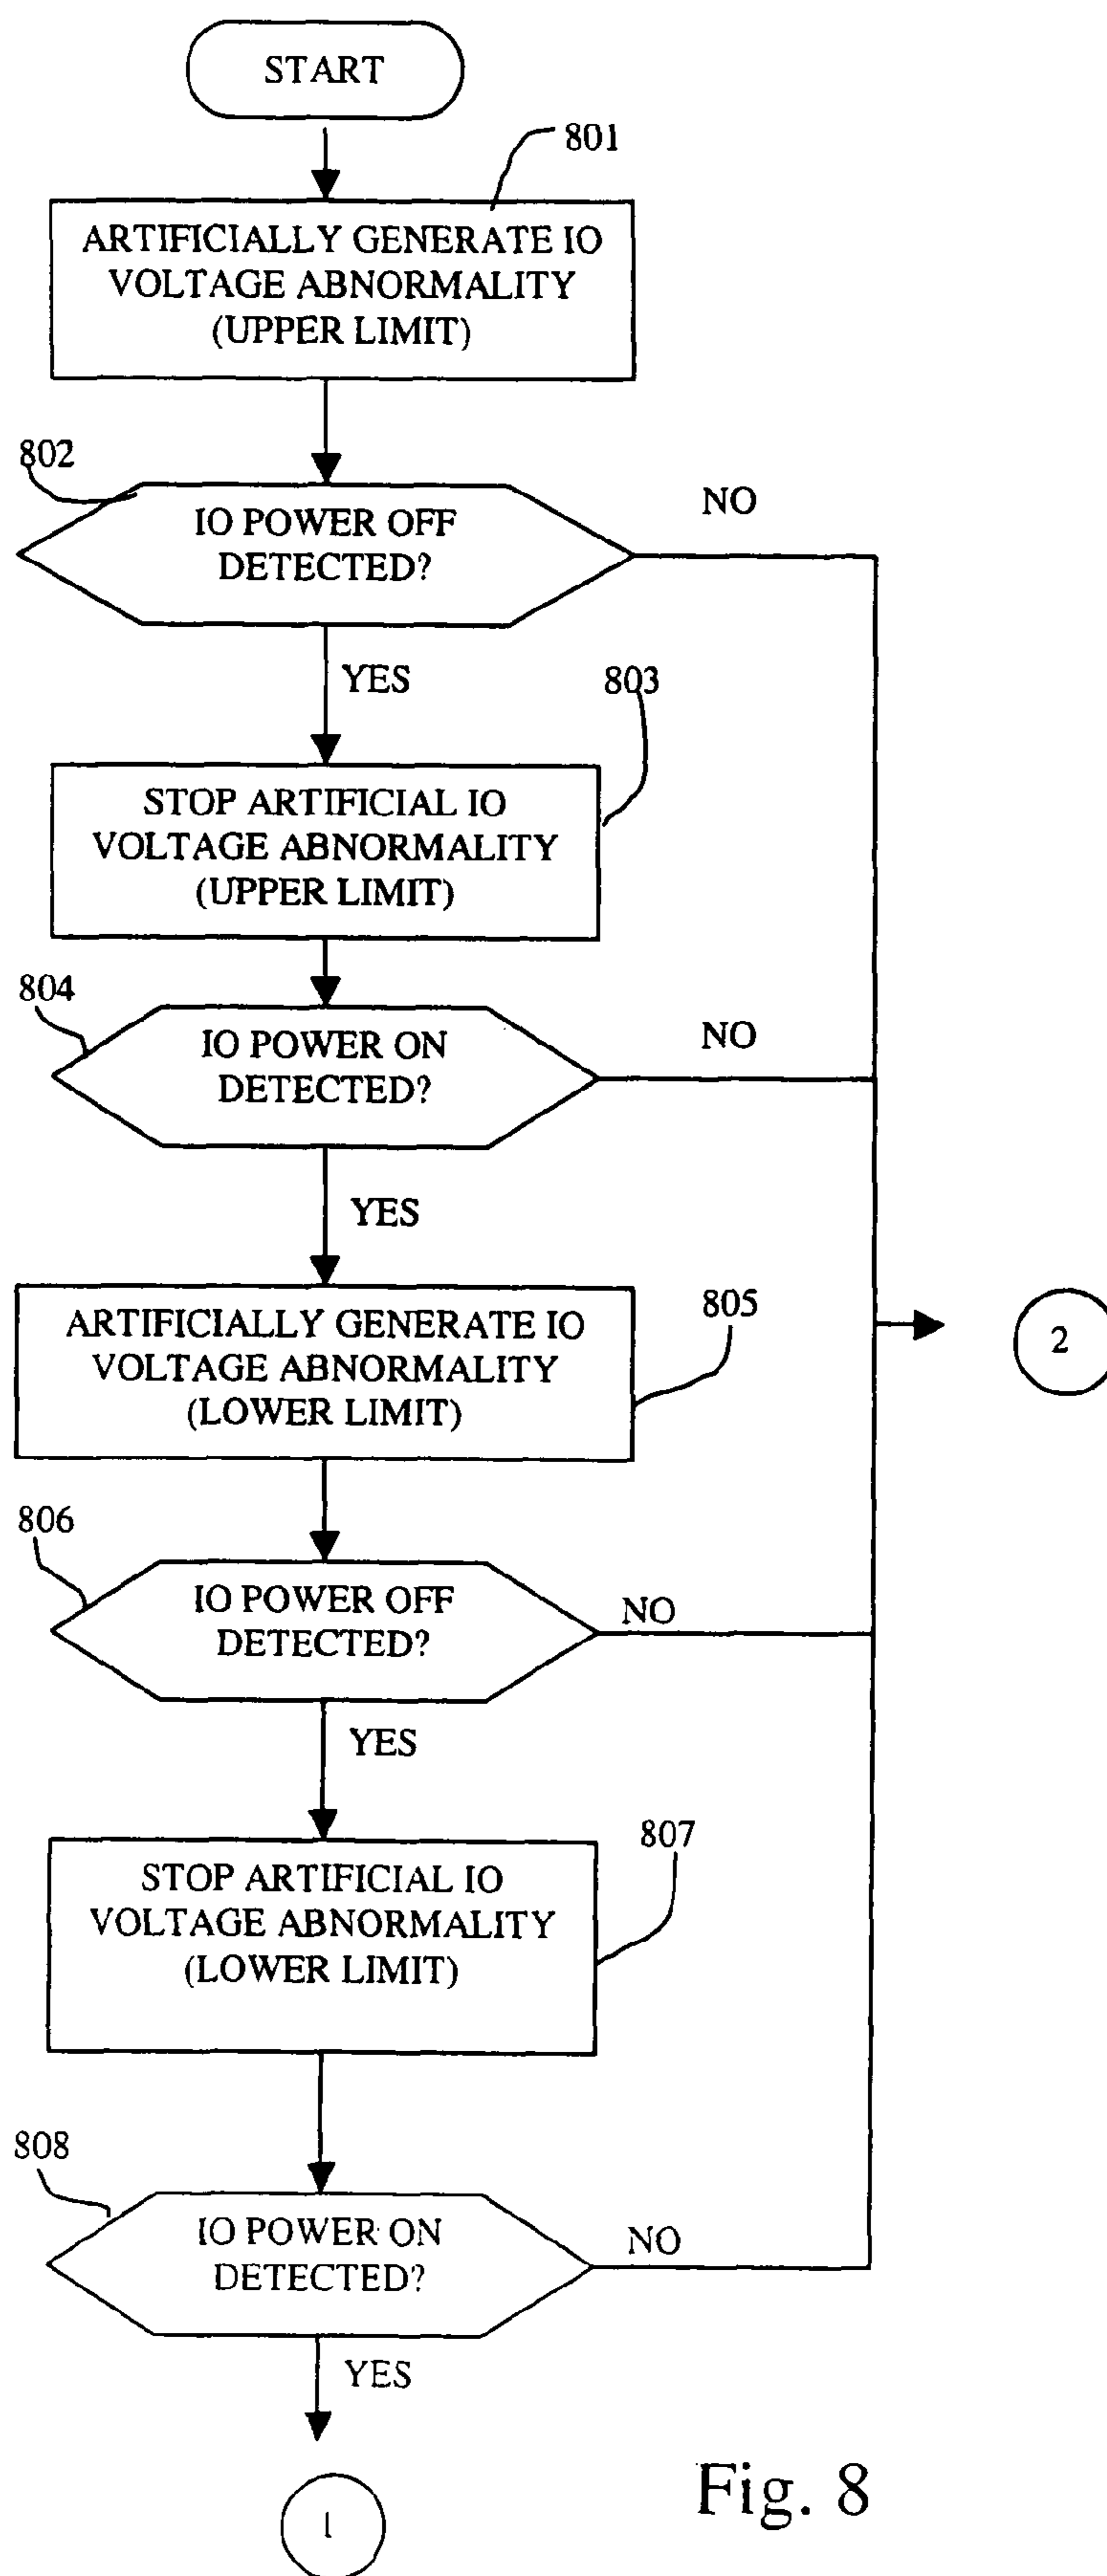 START
801
ARTIFICIALLY GENERATE IO
VOLTAGE ABNORMALITY
(UPPER LIMIT)
802
IO POWER OFF
DETECTED?
NO
YES
803
STOP ARTIFICIAL IO
VOLTAGE ABNORMALITY
(UPPER LIMIT)
804
IO POWER ON
DETECTED?
NO
YES
805
ARTIFICIALLY GENERATE IO
VOLTAGE ABNORMALITY
(LOWER LIMIT)
2
806
IO POWER OFF
DETECTED?
NO
YES
807
STOP ARTIFICIAL IO
VOLTAGE ABNORMALITY
(LOWER LIMIT)
808
IO POWER ON
DETECTED?
NO
YES
1
Fig. 8